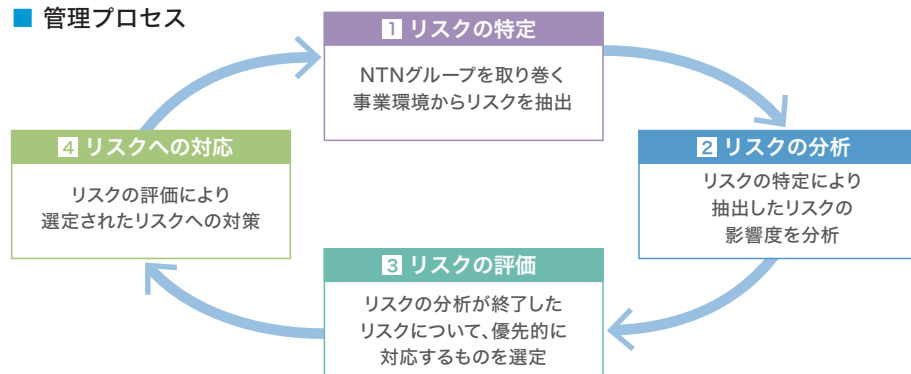 ■ 管理プロセス
1 リスクの特定
NTNグループを取り巻く
事業環境からリスクを抽出
2 リスクの分析
リスクの特定により
抽出したリスクの
影響度を分析
3 リスクの評価
リスクの分析が終了した
リスクについて、優先的に
対応するものを選定
4 リスクへの対応
リスクの評価により
選定されたリスクへの対策